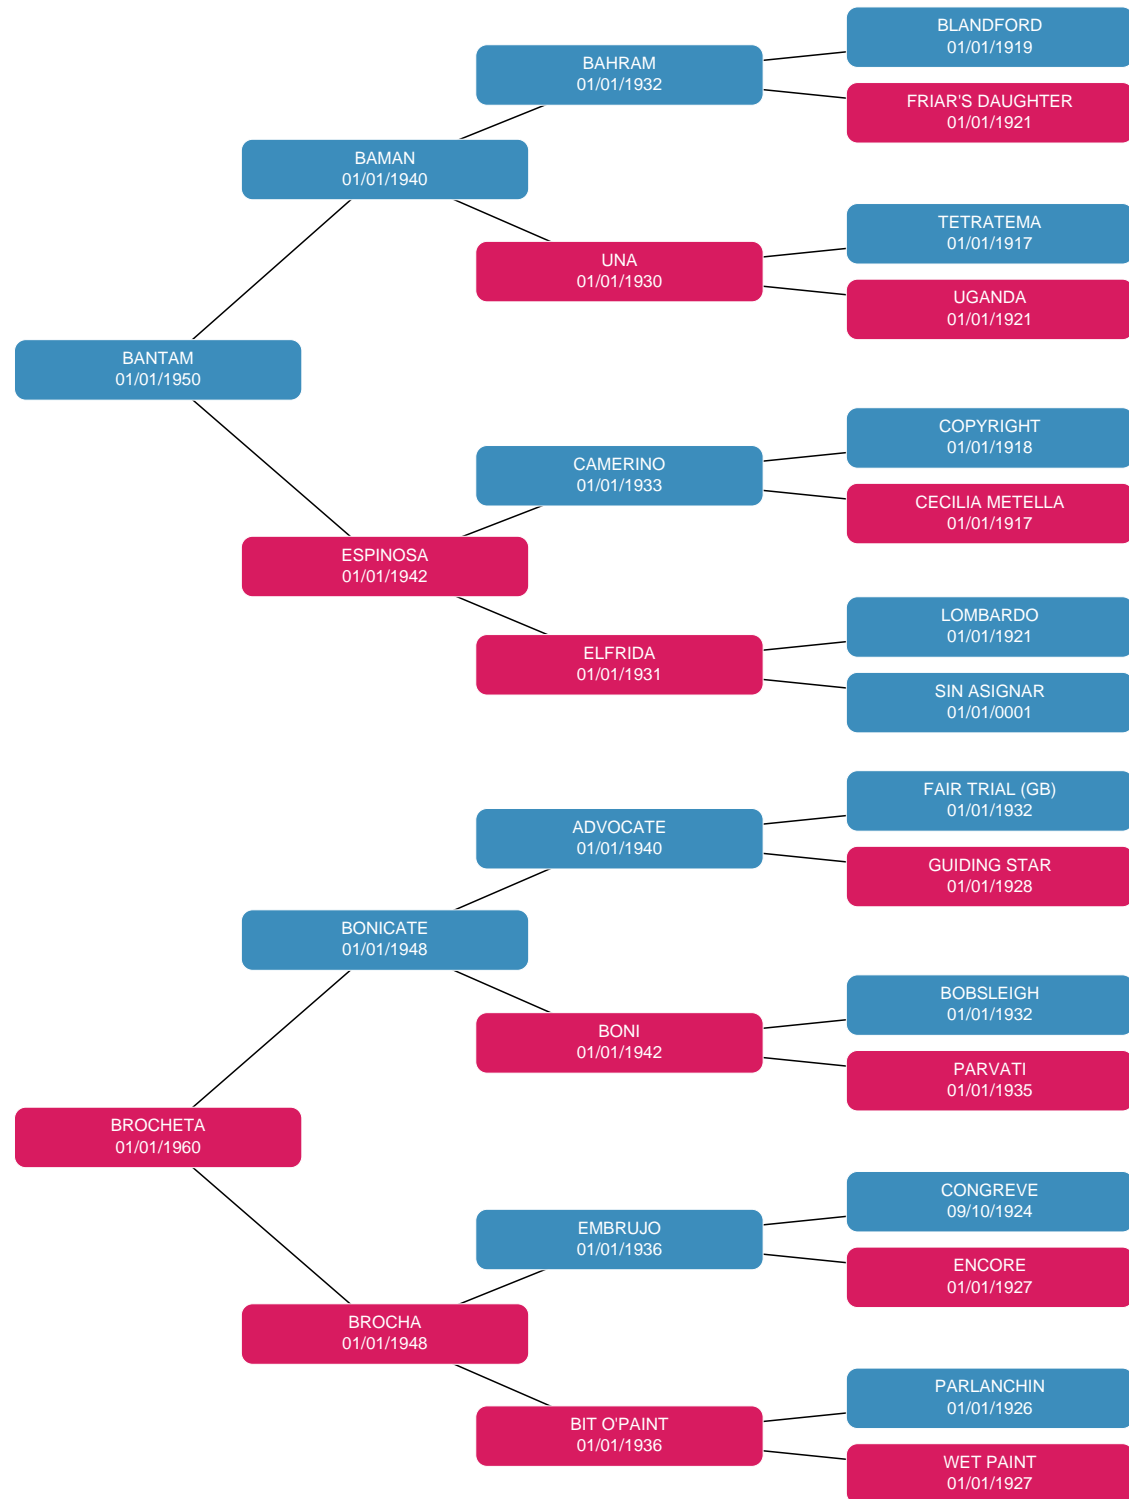 BLANDFORD
01/01/1919
BAHRAM
01/01/1932
FRIAR'S DAUGHTER
01/01/1921
BAMAN
01/01/1940
TETRATEMA
01/01/1917
UNA
01/01/1930
UGANDA
01/01/1921
BANTAM
01/01/1950
COPYRIGHT
01/01/1918
CAMERINO
01/01/1933
CECILIA METELLA
01/01/1917
ESPINOSA
01/01/1942
LOMBARDO
01/01/1921
ELFRIDA
01/01/1931
SIN ASIGNAR
01/01/0001
FAIR TRIAL (GB)
01/01/1932
ADVOCATE
01/01/1940
GUIDING STAR
01/01/1928
BONICATE
01/01/1948
BOBSLEIGH
01/01/1932
BONI
01/01/1942
PARVATI
01/01/1935
BROCHETA
01/01/1960
CONGREVE
09/10/1924
EMBRUJO
01/01/1936
ENCORE
01/01/1927
BROCHA
01/01/1948
PARLANCHIN
01/01/1926
BIT O'PAINT
01/01/1936
WET PAINT
01/01/1927